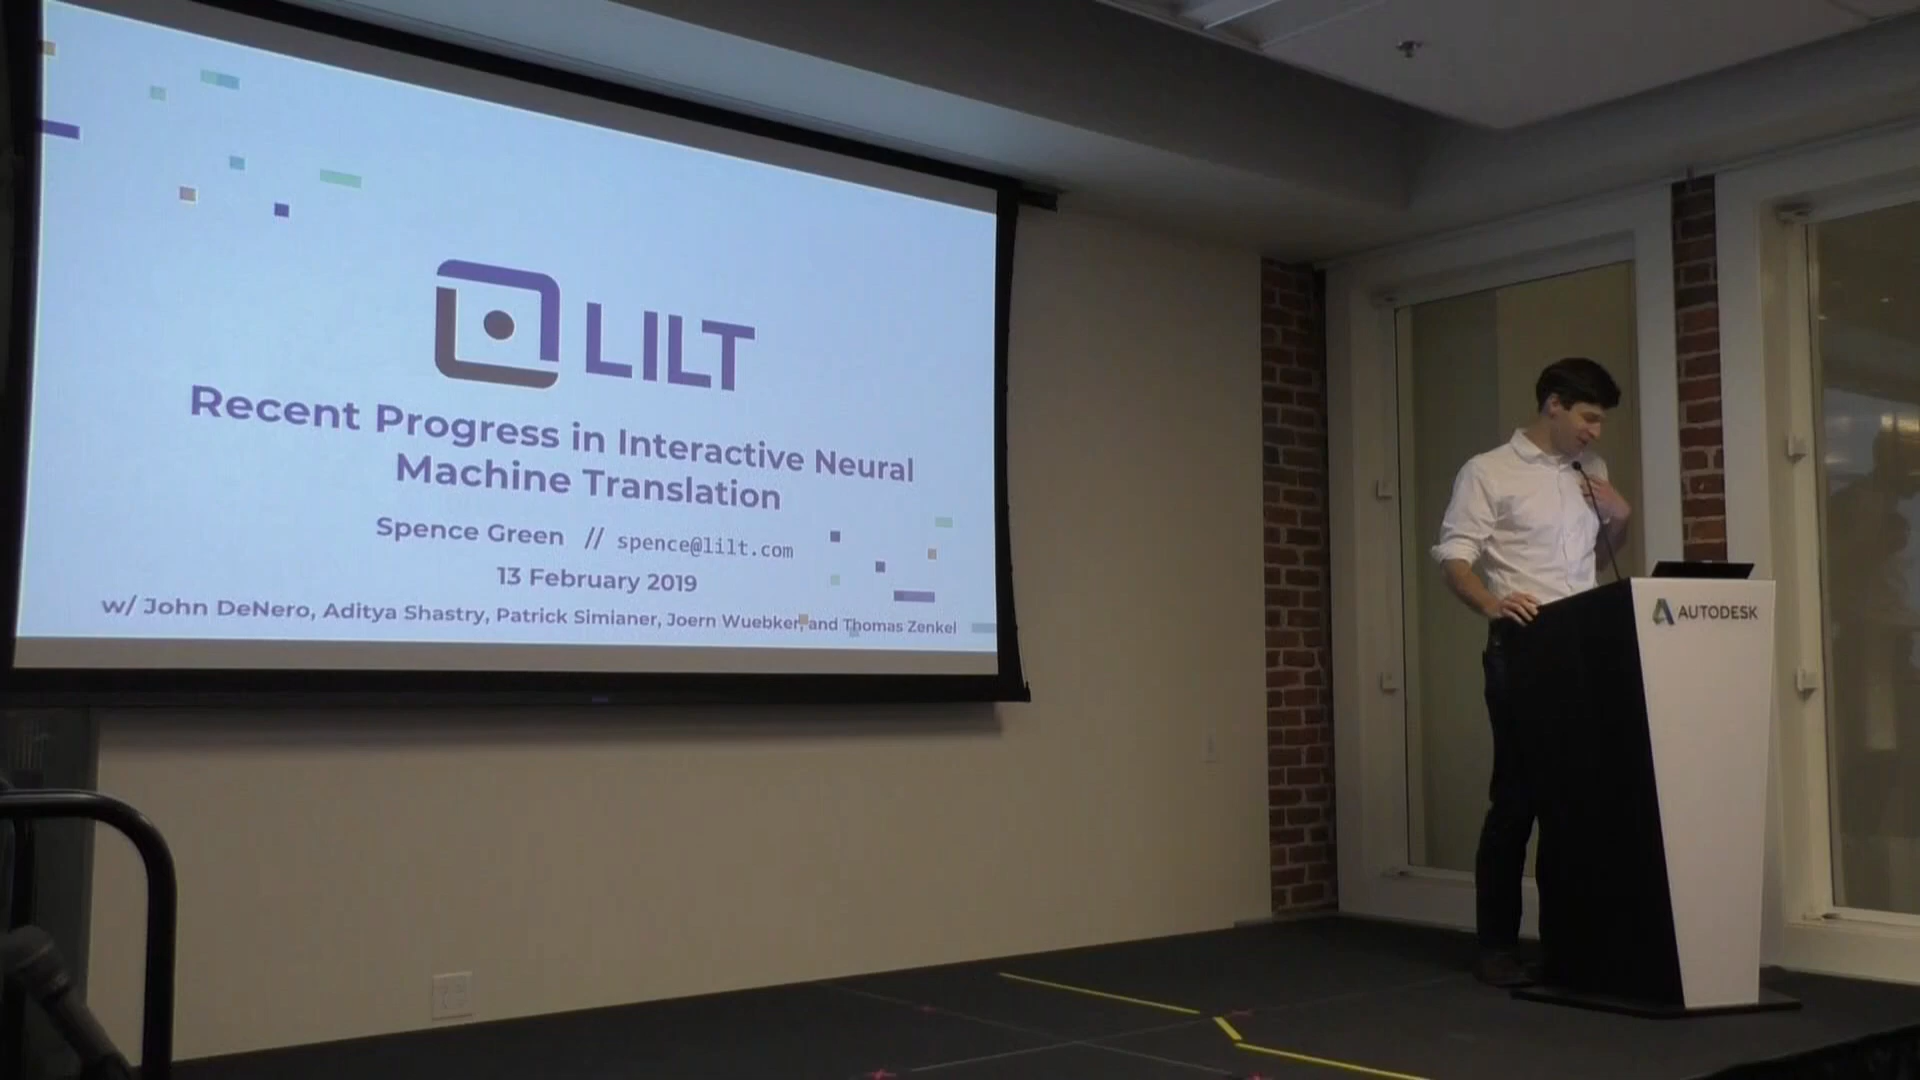 LILT
Recent Progress in Interactive Neural
Machine Translation
Spence Green // spence@lilt.com
13 February 2019
w/ John DeNero, Aditya Shastry, Patrick Simianer, Joern Wuebker, and Thomas Zenkel
AUTODESK